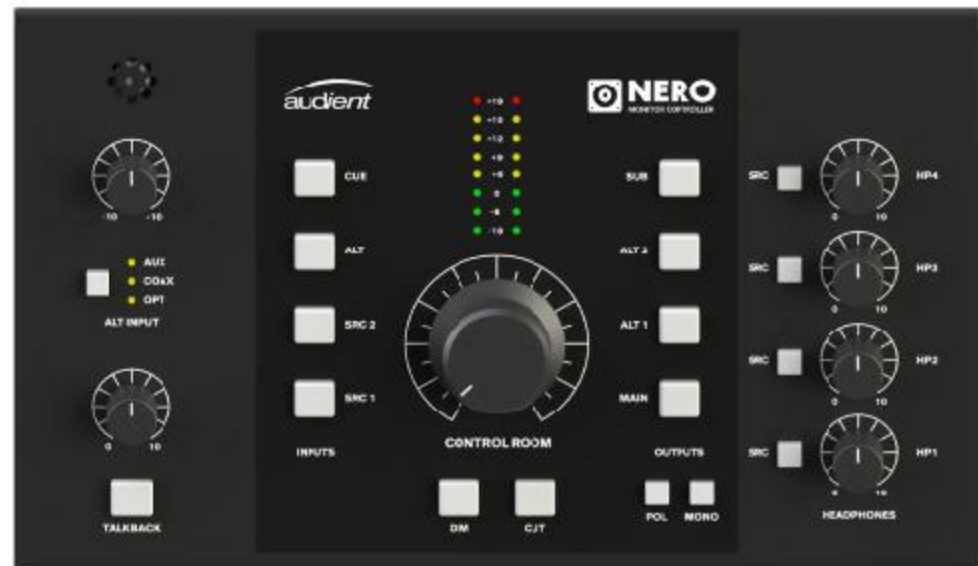 audient
NERO
MONITOR CONTROLLER
+18
+15
+12
+9
+6
0
-6
-18
CUE
ALT
SRC 2
SRC 1
INPUTS
SUB
ALT 2
ALT 1
MAIN
OUTPUTS
CONTROL ROOM
DIM
CUT
POL
MONO
-10
-10
AUX
COAX
OPT
ALT INPUT
0
10
TALKBACK
SRC
0
10
HP4
SRC
0
10
HP3
SRC
0
10
HP2
SRC
0
10
HP1
HEADPHONES